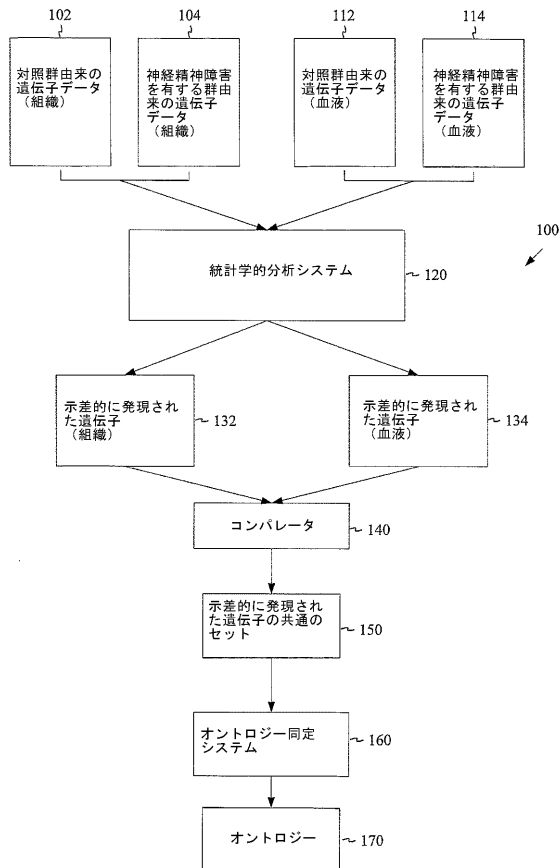 102
104
112
114
対照群由来の
遺伝子データ
（組織）
神経精神障害
を有する群由
来の遺伝子
データ
（組織）
対照群由来の
遺伝子データ
（血液）
神経精神障害
を有する群由
来の遺伝子
データ
（血液）
100
統計学的分析システム
120
示差的に発現され
た遺伝子
（組織）
132
示差的に発現され
た遺伝子
（血液）
134
コンパレータ
140
示差的に発現され
た遺伝子の共通の
セット
150
オントロジー同定
システム
160
オントロジー
170